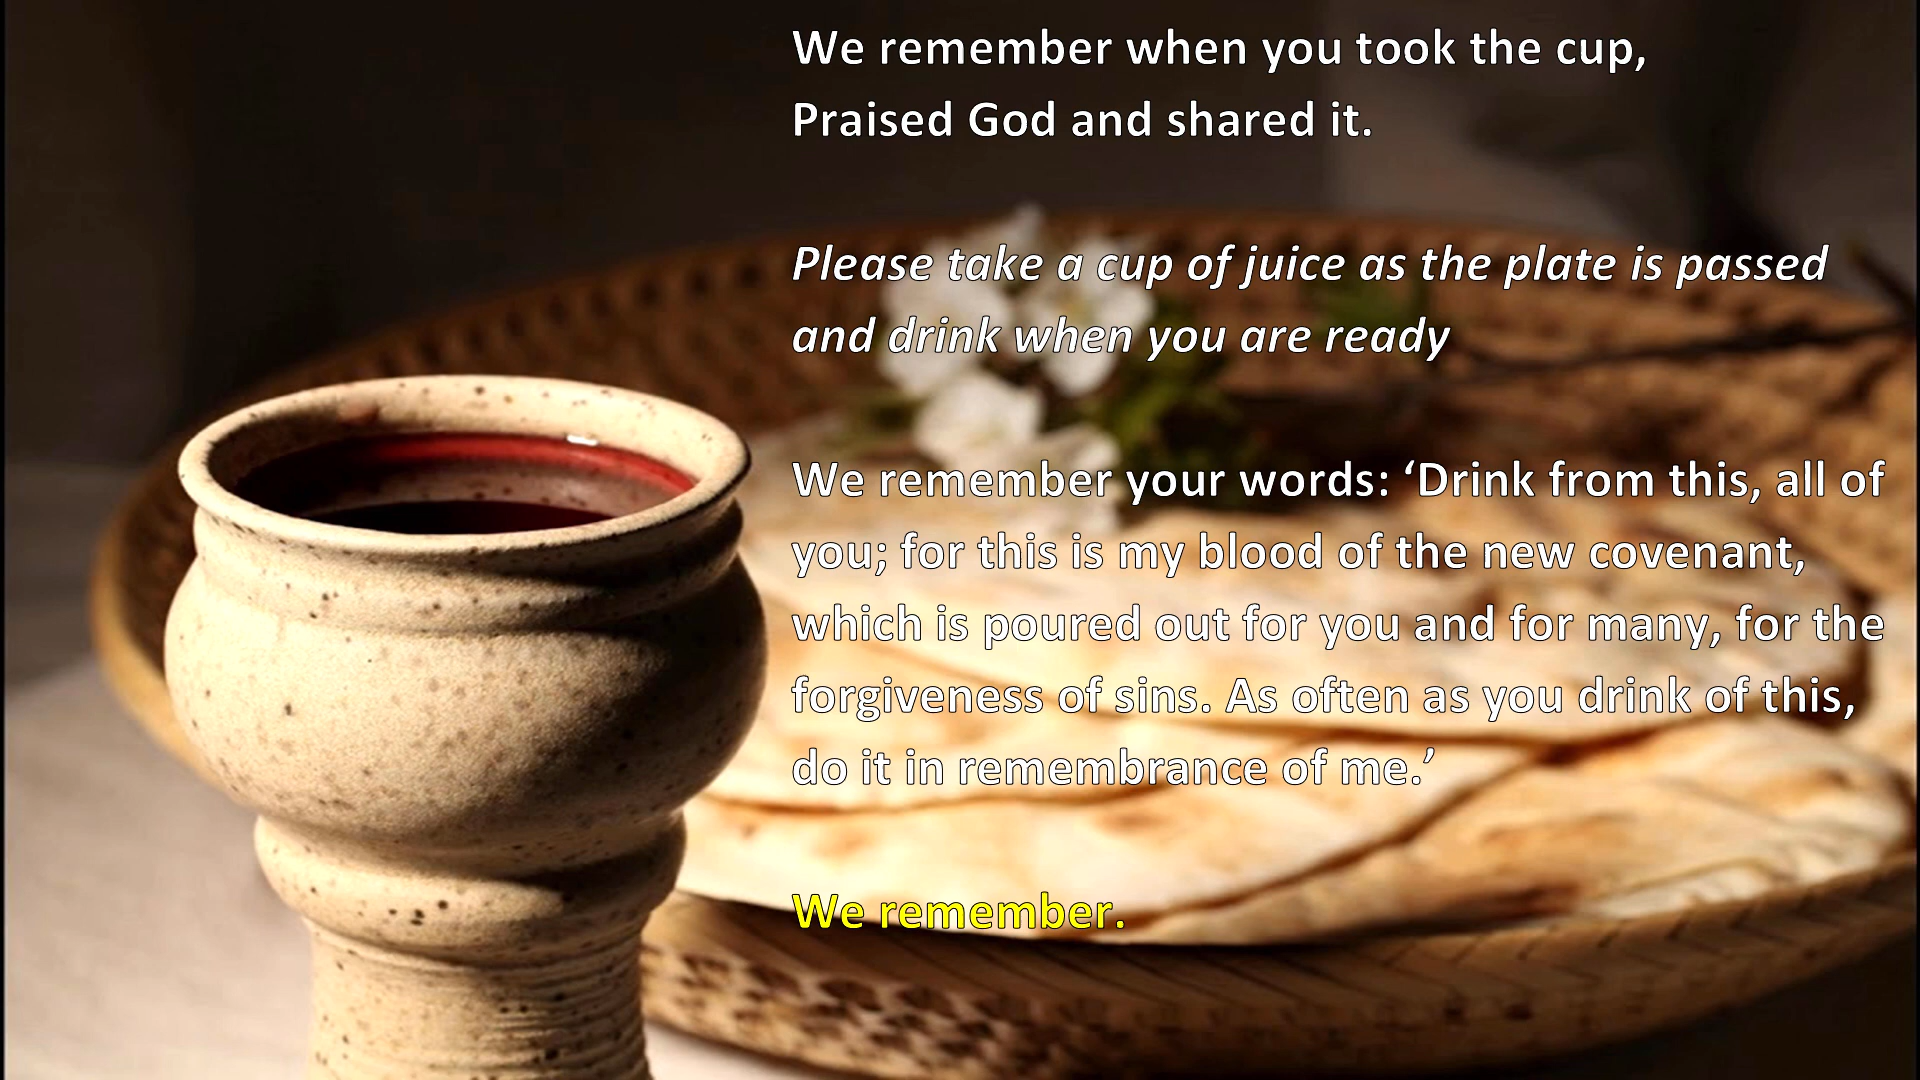 We remember when you took the cup,
Praised God and shared it.
Please take a cup of juice as the plate is passed
and drink when you are ready
We remember your words: ‘Drink from this, all of
you; for this is my blood of the new covenant,
which is poured out for you and for many, for the
forgiveness of sins. As often as you drink of this,
do it in remembrance of me.’
We remember.